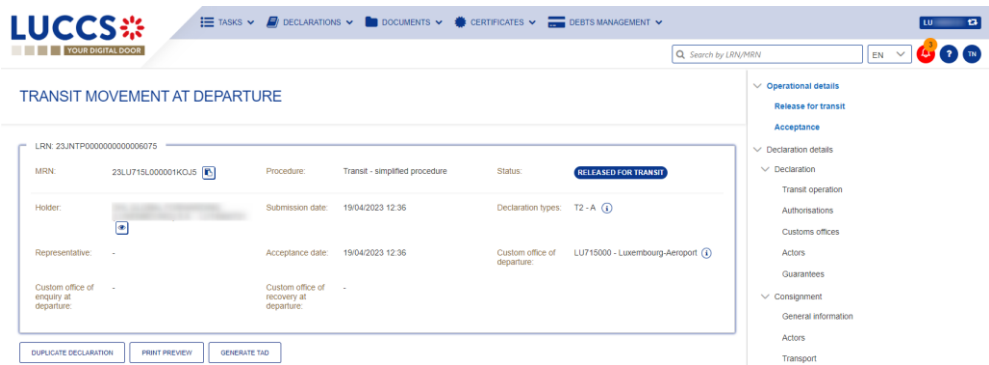 LUCCS
YOUR DIGITAL DOOR
TASKS DECLARATIONS DOCUMENTS CERTIFICATES DEBTS MANAGEMENT
LU
Search by LRN/MRN
EN
3
?
TN
TRANSIT MOVEMENT AT DEPARTURE
LRN: 23JNTP0000000000006075
MRN: 23LU715L000001KOJ5 Procedure: Transit - simplified procedure Status: RELEASED FOR TRANSIT
Holder: Submission date: 19/04/2023 12:36 Declaration types: T2 - A
Representative: - Acceptance date: 19/04/2023 12:36 Custom office of departure: LU715000 - Luxembourg-Aeroport
Custom office of enquiry at departure: - Custom office of recovery at departure: -
DUPLICATE DECLARATION PRINT PREVIEW GENERATE TAD
Operational details
Release for transit
Acceptance
Declaration details
Declaration
Transit operation
Authorisations
Customs offices
Actors
Guarantees
Consignment
General information
Actors
Transport